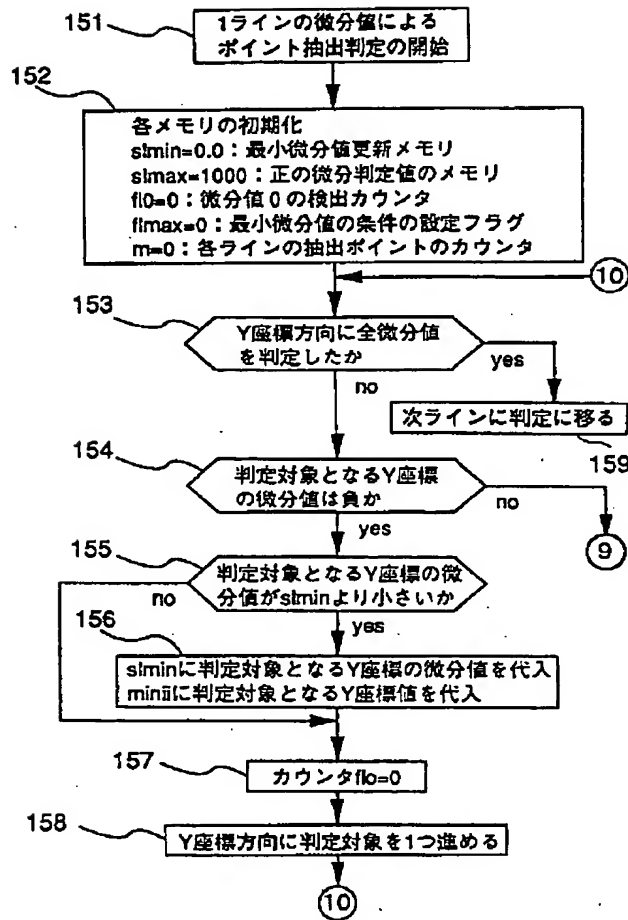 151
1ラインの微分値による
ポイント抽出判定の開始
152
各メモリの初期化
slmin=0.0：最小微分値更新メモリ
slmax=1000：正の微分判定値のメモリ
fl0=0：微分値0の検出カウンタ
flmax=0：最小微分値の条件の設定フラグ
m=0：各ラインの抽出ポイントのカウンタ
10
153
Y座標方向に全微分値
を判定したか
yes
no
次ラインに判定に移る
159
154
判定対象となるY座標
の微分値は負か
no
yes
9
155
判定対象となるY座標の微
分値がslminより小さいか
no
yes
156
slminに判定対象となるY座標の微分値を代入
miniiに判定対象となるY座標値を代入
157
カウンタflo=0
158
Y座標方向に判定対象を1つ進める
10